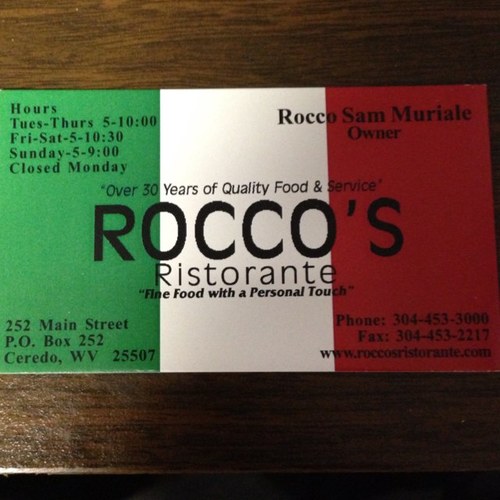 Hours
Tues-Thurs 5-10:00
Fri-Sat-5-10:30
Sunday-5-9:00
Closed Monday
Rocco Sam Muriale
Owner
"Over 30 Years of Quality Food & Service"
ROCCO'S
Ristorante
"Fine Food with a Personal Touch"
252 Main Street
P.O. Box 252
Ceredo, WV 25507
Phone: 304-453-3000
Fax: 304-453-2217
www.roccosristorante.com